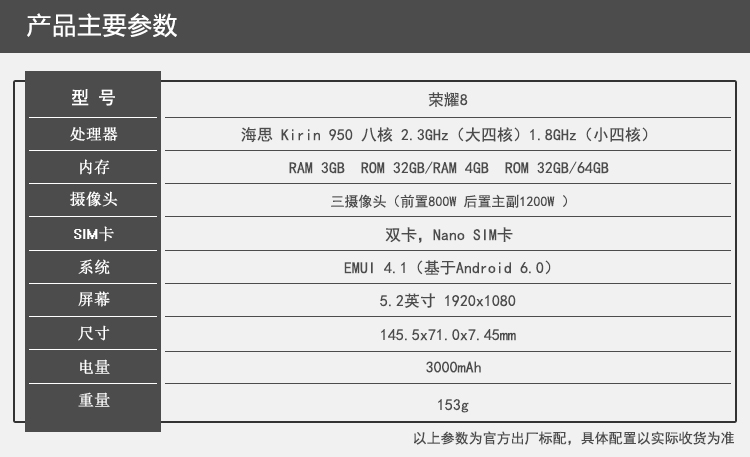 产品主要参数
型 号 荣耀8
处理器 海思 Kirin 950 八核 2.3GHz（大四核）1.8GHz（小四核）
内存 RAM 3GB ROM 32GB/RAM 4GB ROM 32GB/64GB
摄像头 三摄像头（前置800W 后置主副1200W ）
SIM卡 双卡，Nano SIM卡
系统 EMUI 4.1（基于Android 6.0）
屏幕 5.2英寸 1920x1080
尺寸 145.5x71.0x7.45mm
电量 3000mAh
重量 153g
以上参数为官方出厂标配，具体配置以实际收货为准